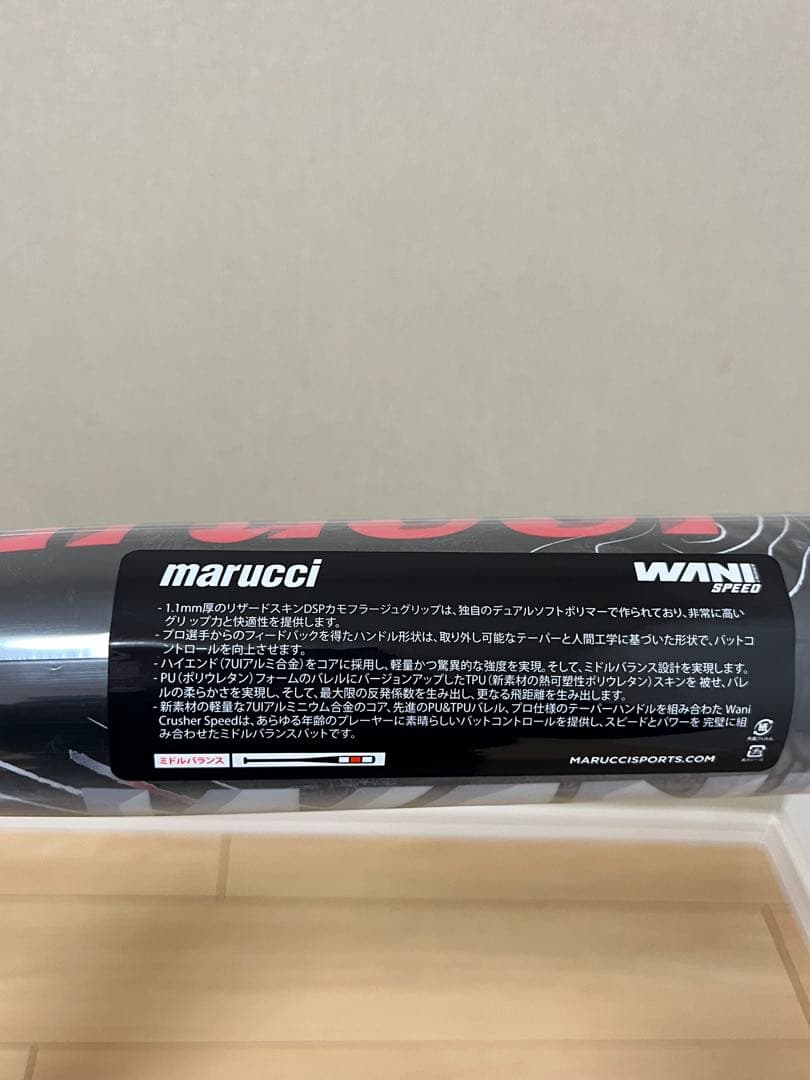 marucci
WANI
SPEED
- 1.1mm厚のリザードスキンDSPカモフラージュグリップは、独自のデュアルソフトポリマーで作られており、非常に高い
グリップ力と快適性を提供します。
- プロ選手からのフィードバックを得たハンドル形状は、取り外し可能なテーパーと人間工学に基づいた形状で、バットコ
ントロールを向上させます。
- ハイエンド(7UIアルミ合金)をコアに採用し、軽量かつ驚異的な強度を実現。そして、ミドルバランス設計を実現します。
- PU(ポリウレタン)フォームのバレルにバージョンアップしたTPU(新素材の熱可塑性ポリウレタン)スキンを 被せ、バレ
ルの柔らかさを実現し、そして、最大限の反発係数を生み出し、更なる飛距離を生み出します。
- 新素材の軽量な7UIアルミニウム合金のコア、先進のPU&TPUバレル、プロ仕様のテーパーハンドルを組み合わた Wani
Crusher Speedは、あらゆる年齢のプレーヤーに素晴らしいバットコントロールを提供し、スピードとパワーを 完璧に組
み合わせたミドルバランスバットです。
ミドルバランス
MARUCCISPORTS.COM